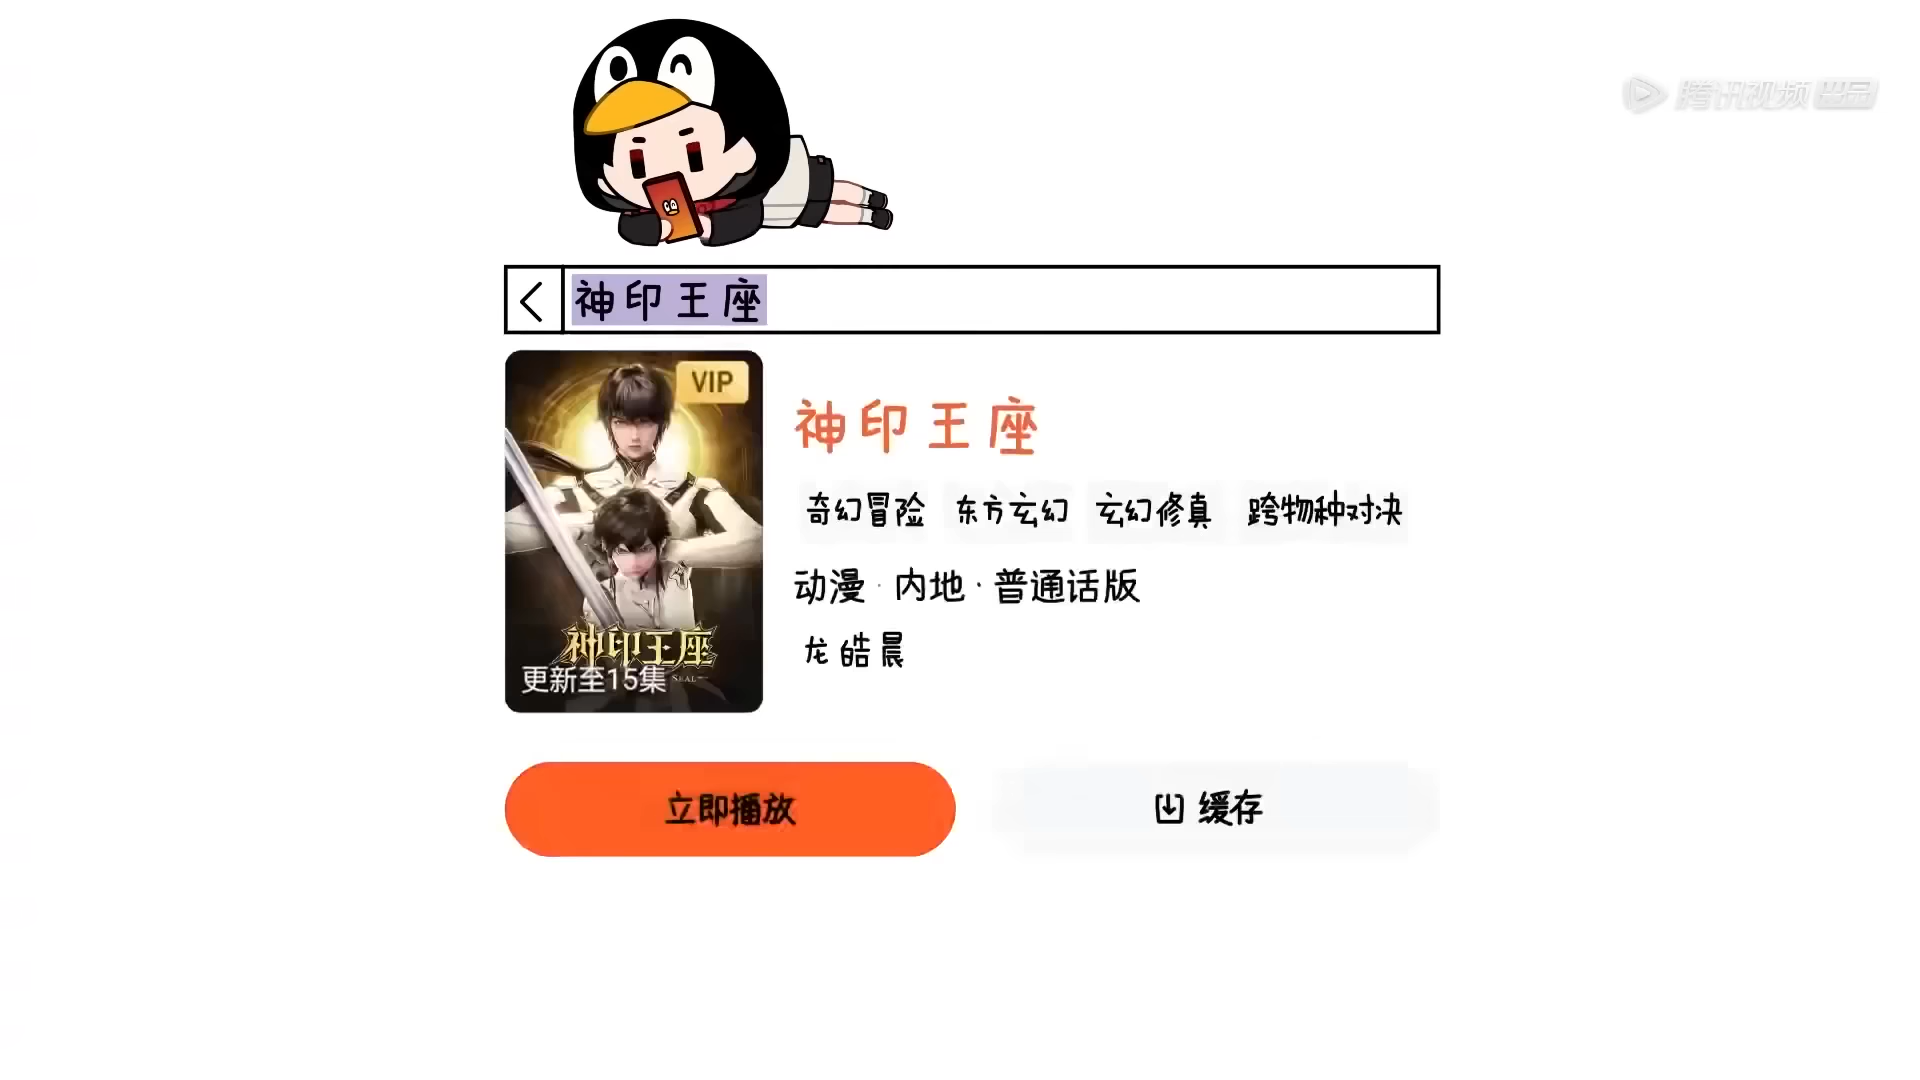 腾讯视频 出品
神印王座
VIP
神印王座
奇幻冒险 东方玄幻 玄幻修真 跨物种对决
动漫·内地·普通话版
龙皓晨
神印王座
SEAL
更新至15集
立即播放
缓存